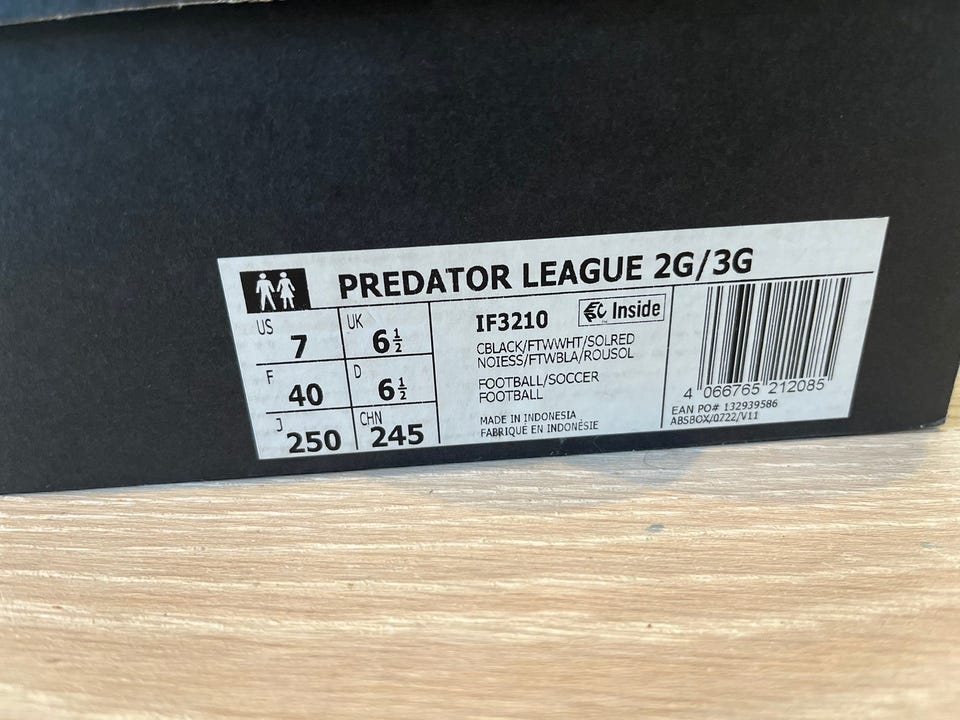 PREDATOR LEAGUE 2G/3G
US 7 UK 6½
F 40 D 6½
J 250 CHN 245
IF3210 Inside
CBLACK/FTWWHT/SOLRED
NOIESS/FTWBLA/ROUSOL
FOOTBALL/SOCCER
FOOTBALL
MADE IN INDONESIA
FABRIQUÉ EN INDONÉSIE
4 066765 212085
EAN PO# 132939586
ABSBOX/0722/V11